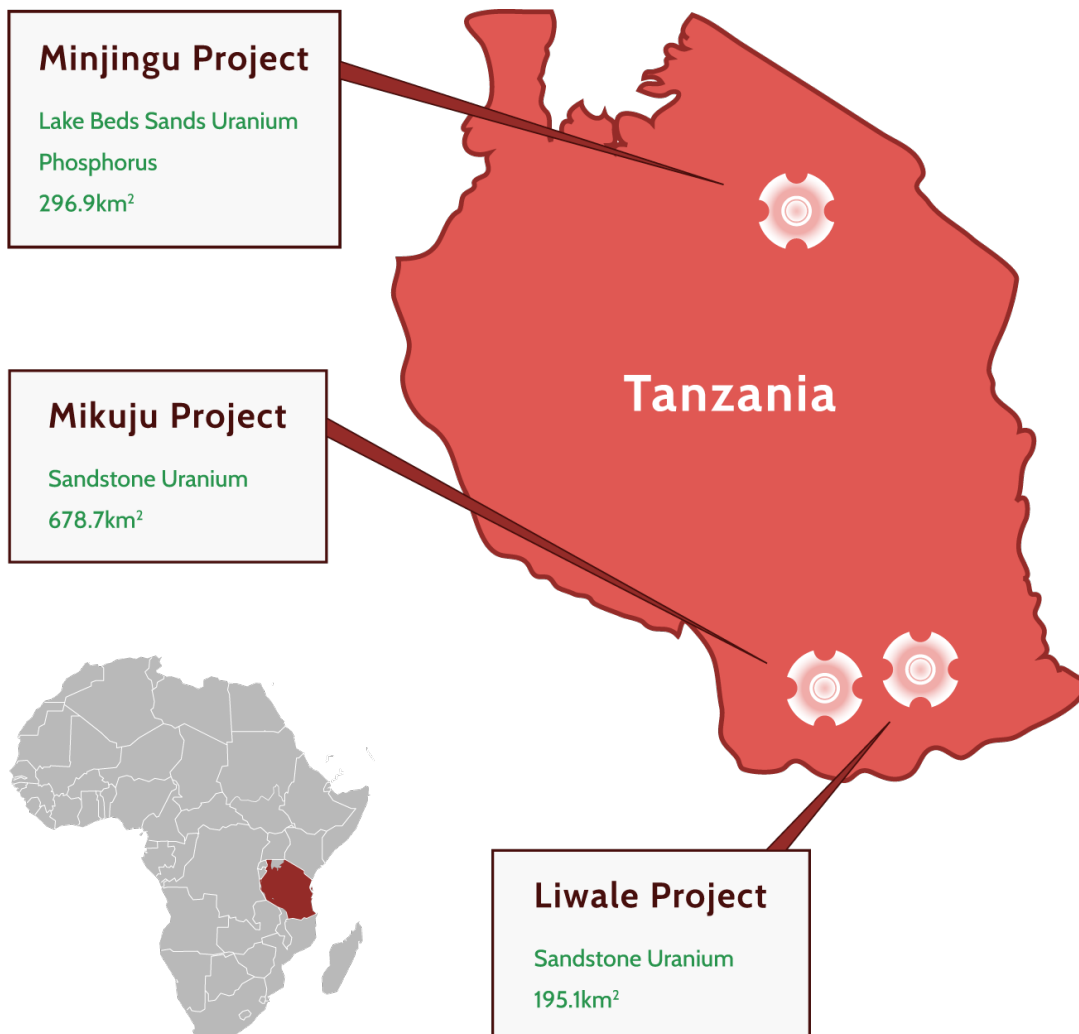 Minjingu Project
Lake Beds Sands Uranium
Phosphorus
296.9km²
Mikuju Project
Sandstone Uranium
678.7km²
Tanzania
Liwale Project
Sandstone Uranium
195.1km²